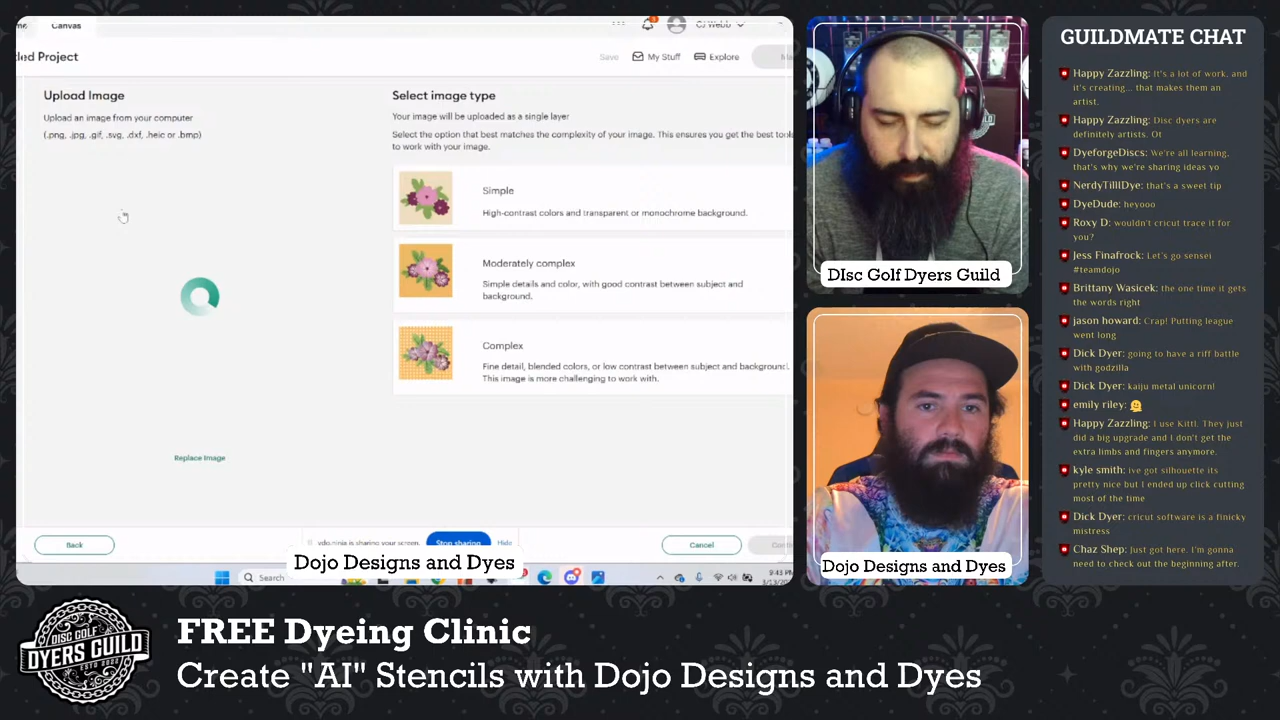 Canvas
CJ Webb
tled Project
Save
My Stuff
Explore
Upload Image
Upload an image from your computer
(.png, .jpg, .gif, .svg, .dxf, .heic or .bmp)
Replace Image
Select image type
Your image will be uploaded as a single layer
Select the option that best matches the complexity of your image. This ensures you get the best tools
to work with your image.
Simple
High-contrast colors and transparent or monochrome background.
Moderately complex
Simple details and color, with good contrast between subject and
background.
Complex
Fine detail, blended colors, or low contrast between subject and background.
This image is more challenging to work with.
Back
vdo.ninja is sharing your screen.
Stop sharing
Hide
Cancel
Search
9:43 PM
Dojo Designs and Dyes
DIsc Golf Dyers Guild
Dojo Designs and Dyes
GUILDMATE CHAT
Happy Zazzling: It's a lot of work, and
it's creating... that makes them an
artist.
Happy Zazzling: Disc dyers are
definitely artists. Ot
DyeforgeDiscs: We're all learning,
that's why we're sharing ideas yo
NerdyTillIDye: that's a sweet tip
DyeDude: heyooo
Roxy D: wouldn't cricut trace it for
you?
Jess Finafrock: Let's go sensei
#teamdojo
Brittany Wasicek: the one time it gets
the words right
jason howard: Crap! Putting league
went long
Dick Dyer: going to have a riff battle
with godzilla
Dick Dyer: kaiju metal unicorn!
emily riley: 🫠
Happy Zazzling: I use Kittl. They just
did a big upgrade and I don't get the
extra limbs and fingers anymore.
kyle smith: ive got silhouette its
pretty nice but I ended up click cutting
most of the time
Dick Dyer: cricut software is a finicky
mistress
Chaz Shep: Just got here. I'm gonna
need to check out the beginning after.
DISC GOLF
DYERS GUILD
FREE Dyeing Clinic
Create "AI" Stencils with Dojo Designs and Dyes